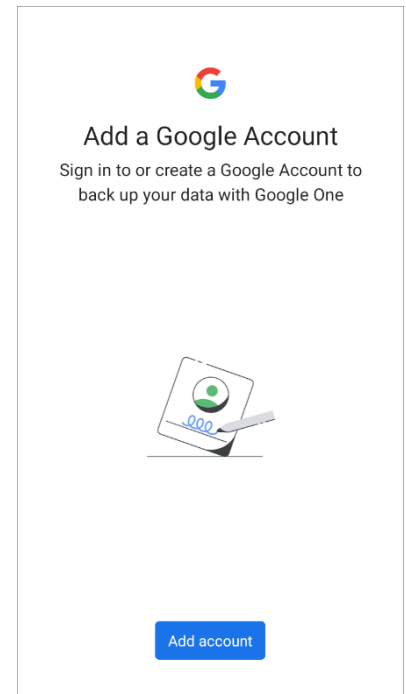 Add a Google Account
Sign in to or create a Google Account to
back up your data with Google One
Add account